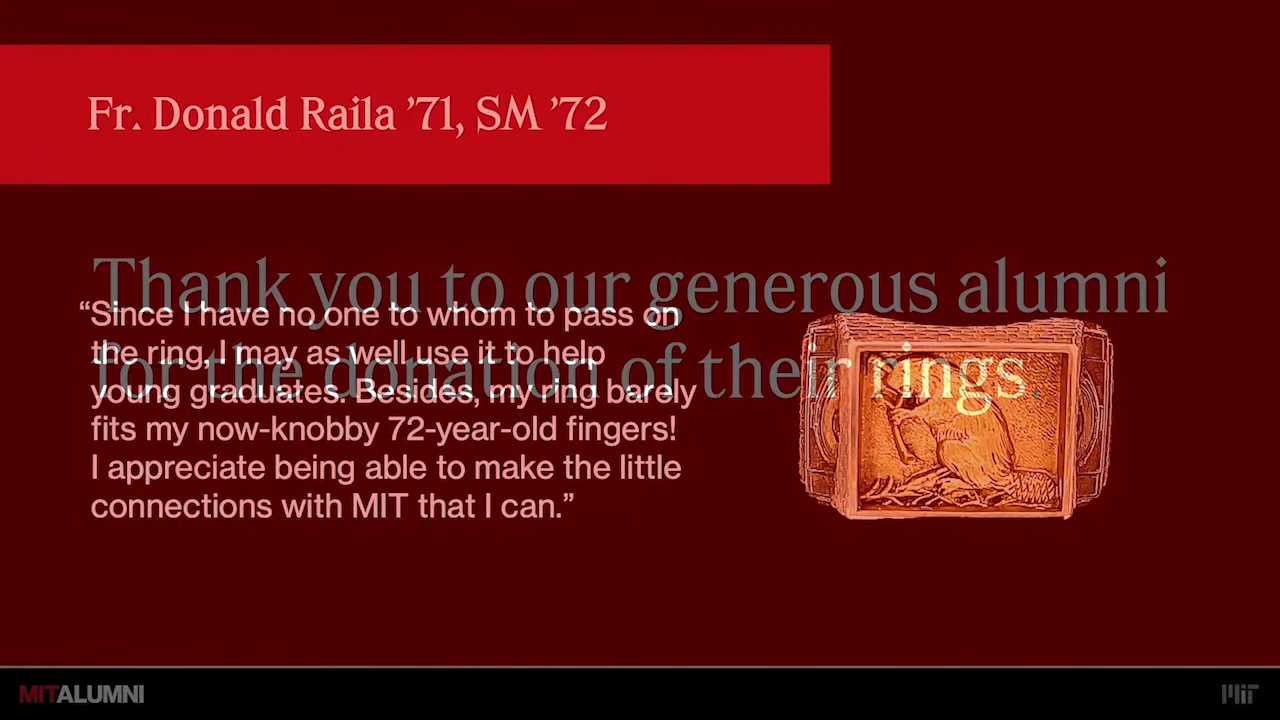 Fr. Donald Raila ’71, SM ’72
Thank you to our generous alumni
for the donation of their rings.
“Since I have no one to whom to pass on
the ring, I may as well use it to help
young graduates. Besides, my ring barely
fits my now-knobby 72-year-old fingers!
I appreciate being able to make the little
connections with MIT that I can.”
MITALUMNI
MIT